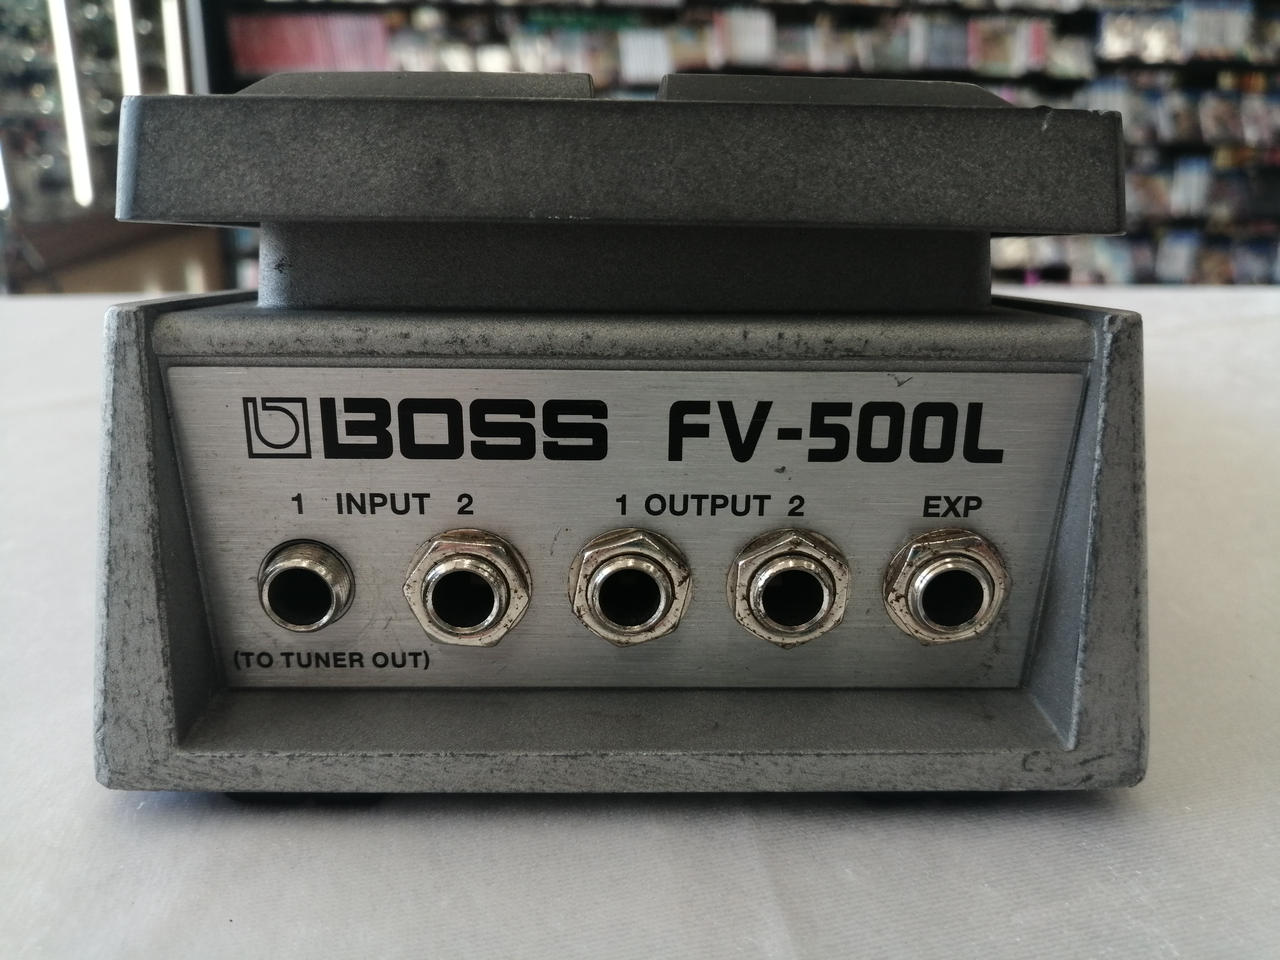 BOSS FV-500L
1 INPUT 2 1 OUTPUT 2 EXP
(TO TUNER OUT)